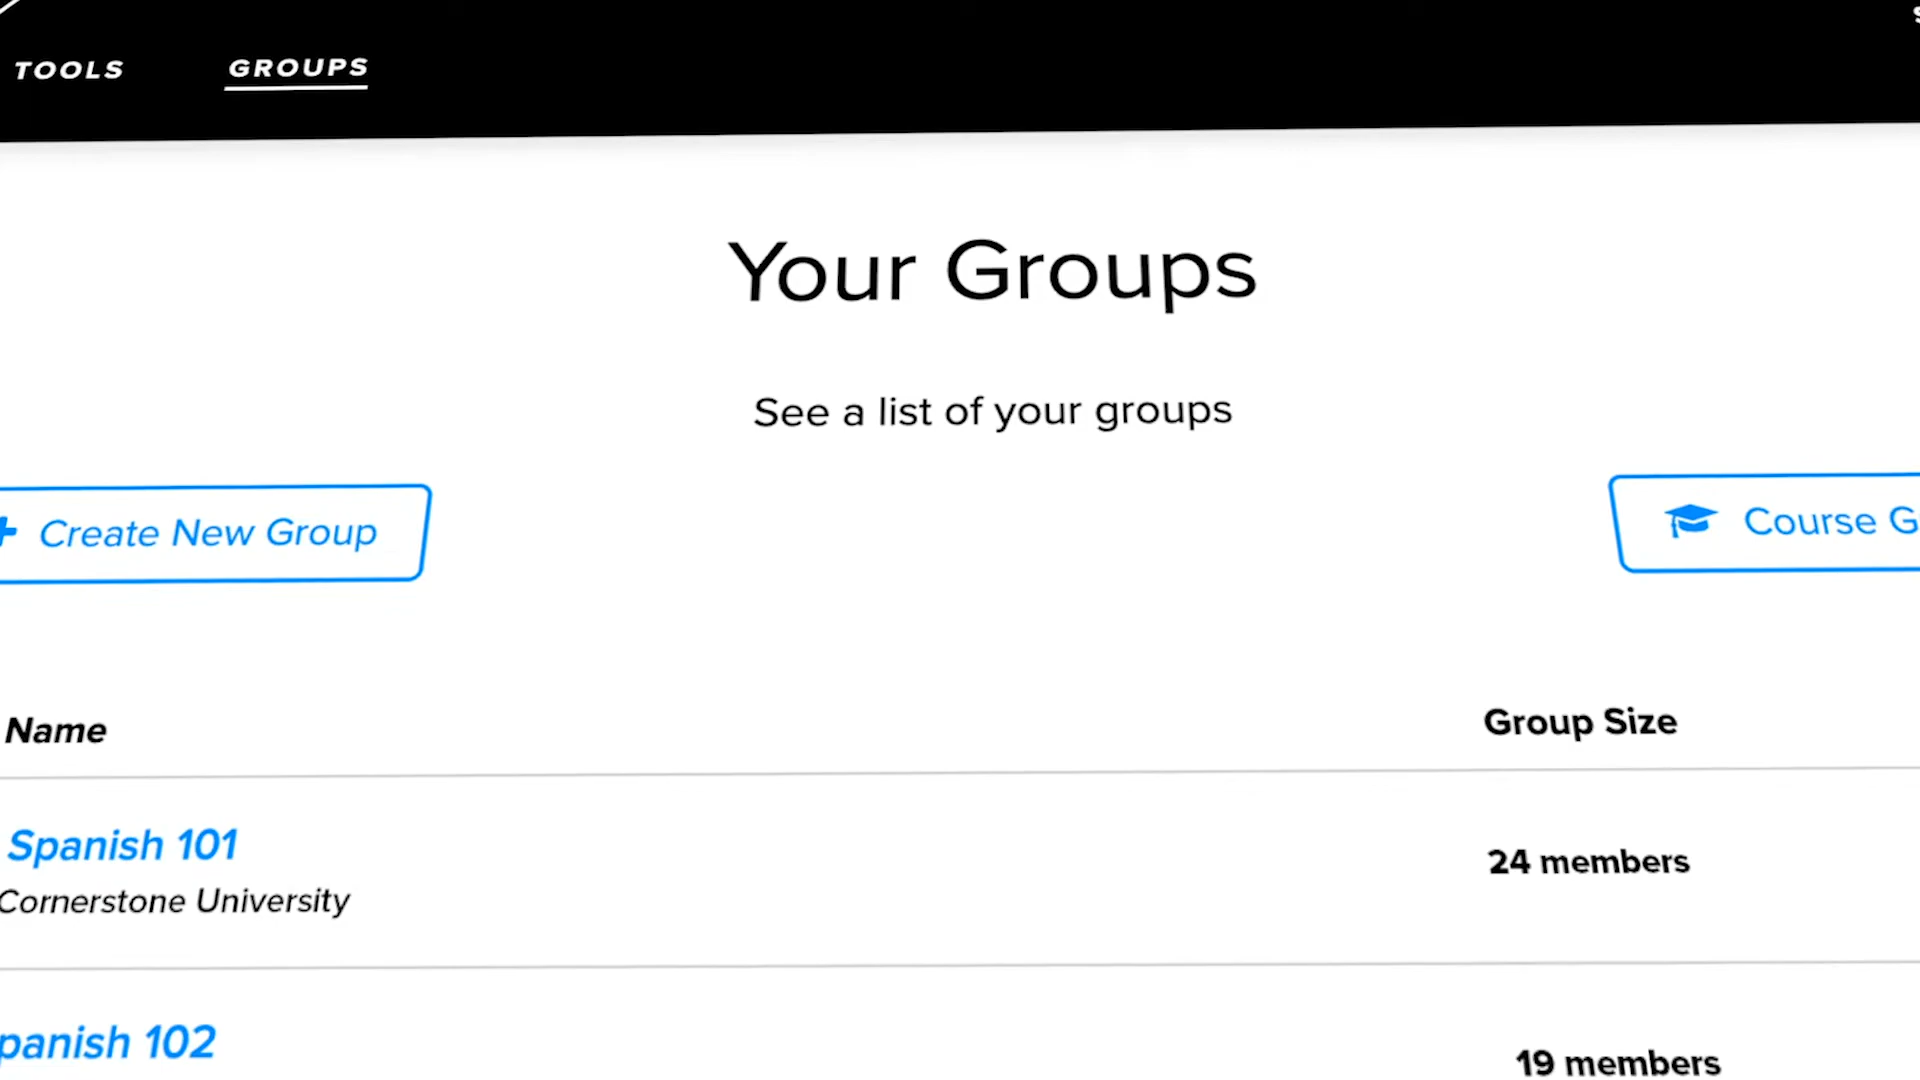 TOOLS GROUPS
Your Groups
See a list of your groups
Create New Group
Course G
Name Group Size
Spanish 101 24 members
Cornerstone University
panish 102 19 members